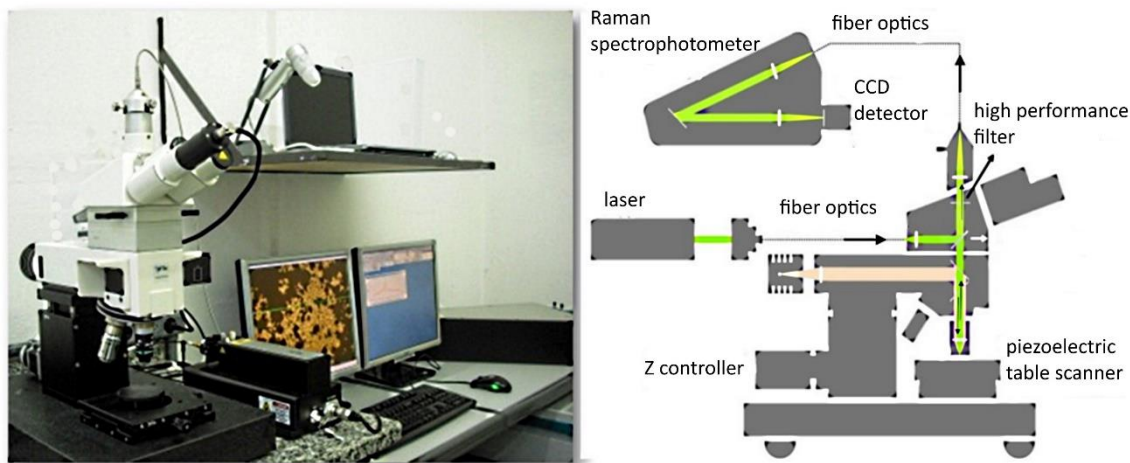 Raman
spectrophotometer
fiber optics
CCD
detector
high performance
filter
laser
fiber optics
Z controller
piezoelectric
table scanner